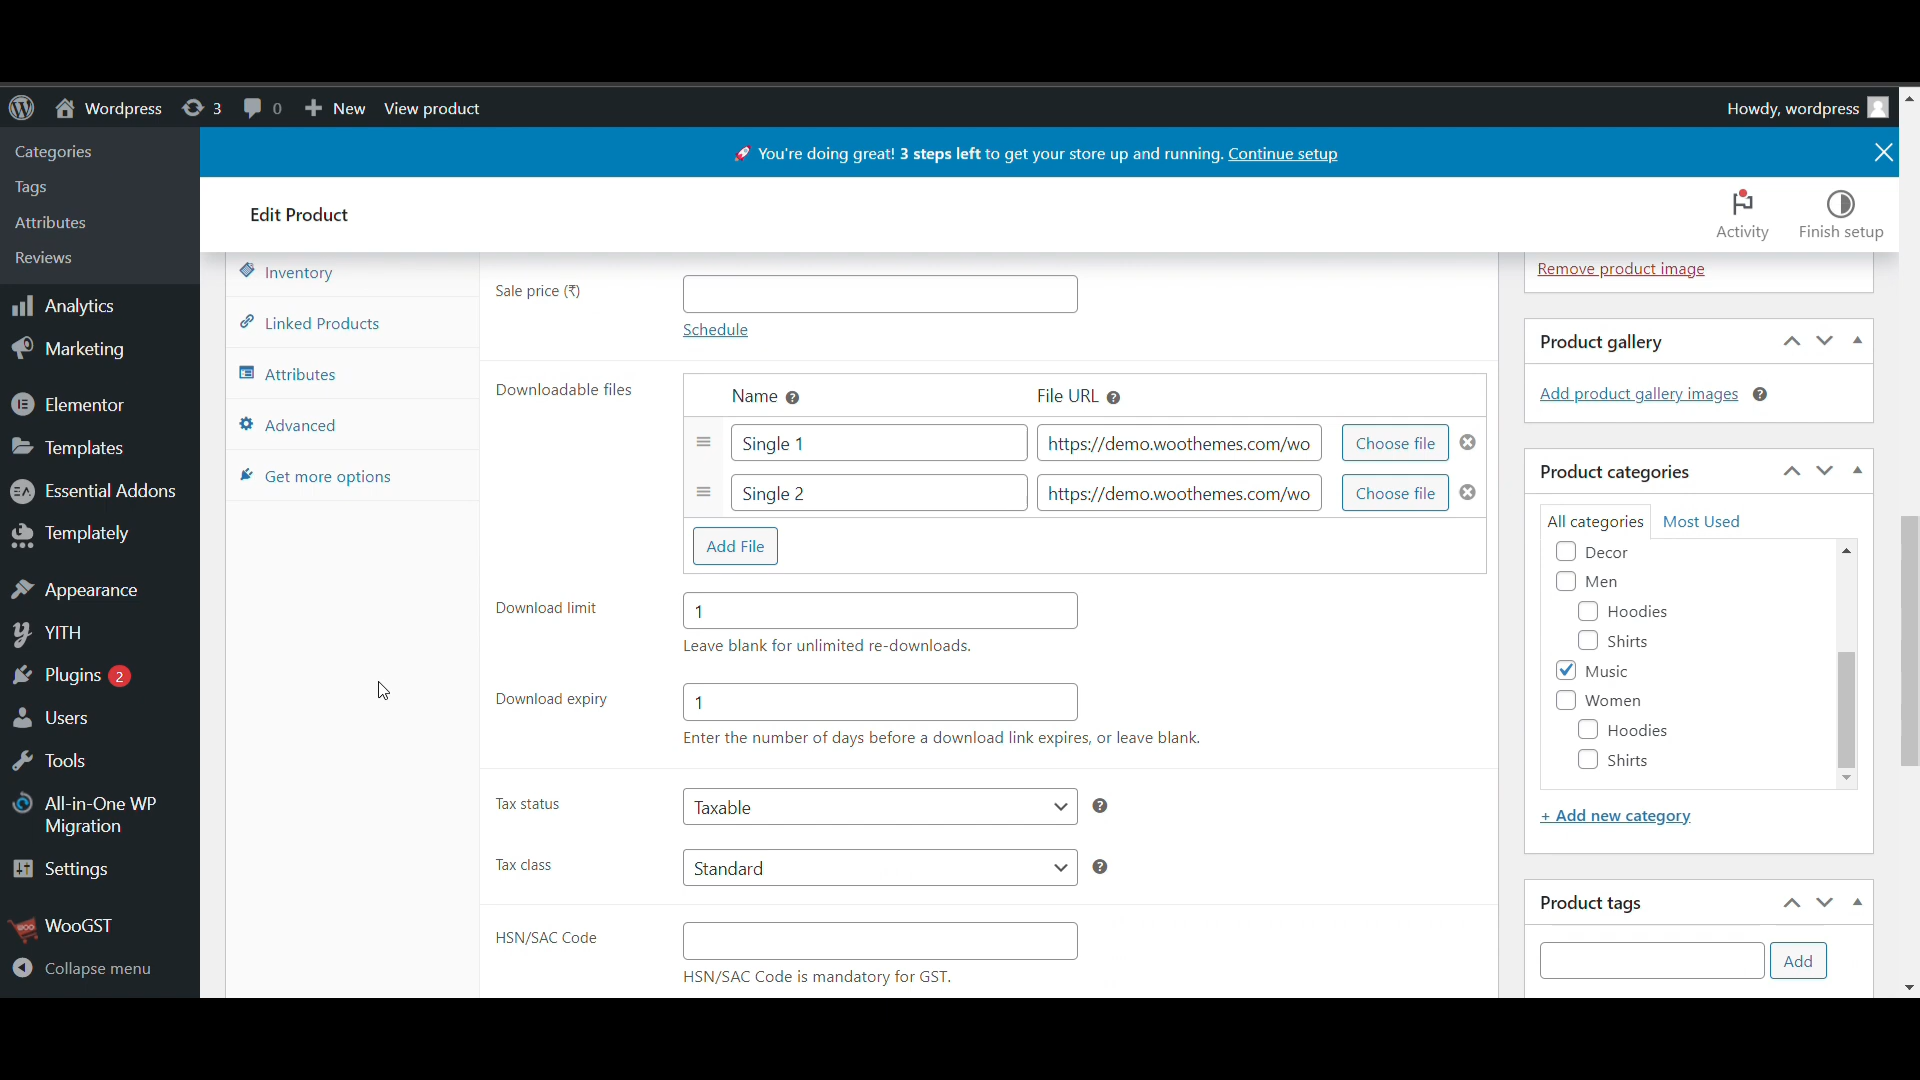 Wordpress 3 0 New View product Howdy, wordpress
Categories
Tags
Attributes
Reviews
Analytics
Marketing
Elementor
Templates
Essential Addons
Templately
Appearance
YITH
Plugins 2
Users
Tools
All-in-One WP
Migration
Settings
WooGST
Collapse menu
🚀 You're doing great! 3 steps left to get your store up and running. Continue setup
Edit Product
Activity
Finish setup
Inventory
Linked Products
Attributes
Advanced
Get more options
Sale price (₹)
Schedule
Downloadable files
Name
File URL
Single 1 https://demo.woothemes.com/wo Choose file
Single 2 https://demo.woothemes.com/wo Choose file
Add File
Download limit 1
Leave blank for unlimited re-downloads.
Download expiry 1
Enter the number of days before a download link expires, or leave blank.
Tax status Taxable
Tax class Standard
HSN/SAC Code
HSN/SAC Code is mandatory for GST.
Remove product image
Product gallery
Add product gallery images
Product categories
All categories Most Used
Decor
Men
Hoodies
Shirts
Music
Women
Hoodies
Shirts
+ Add new category
Product tags
Add